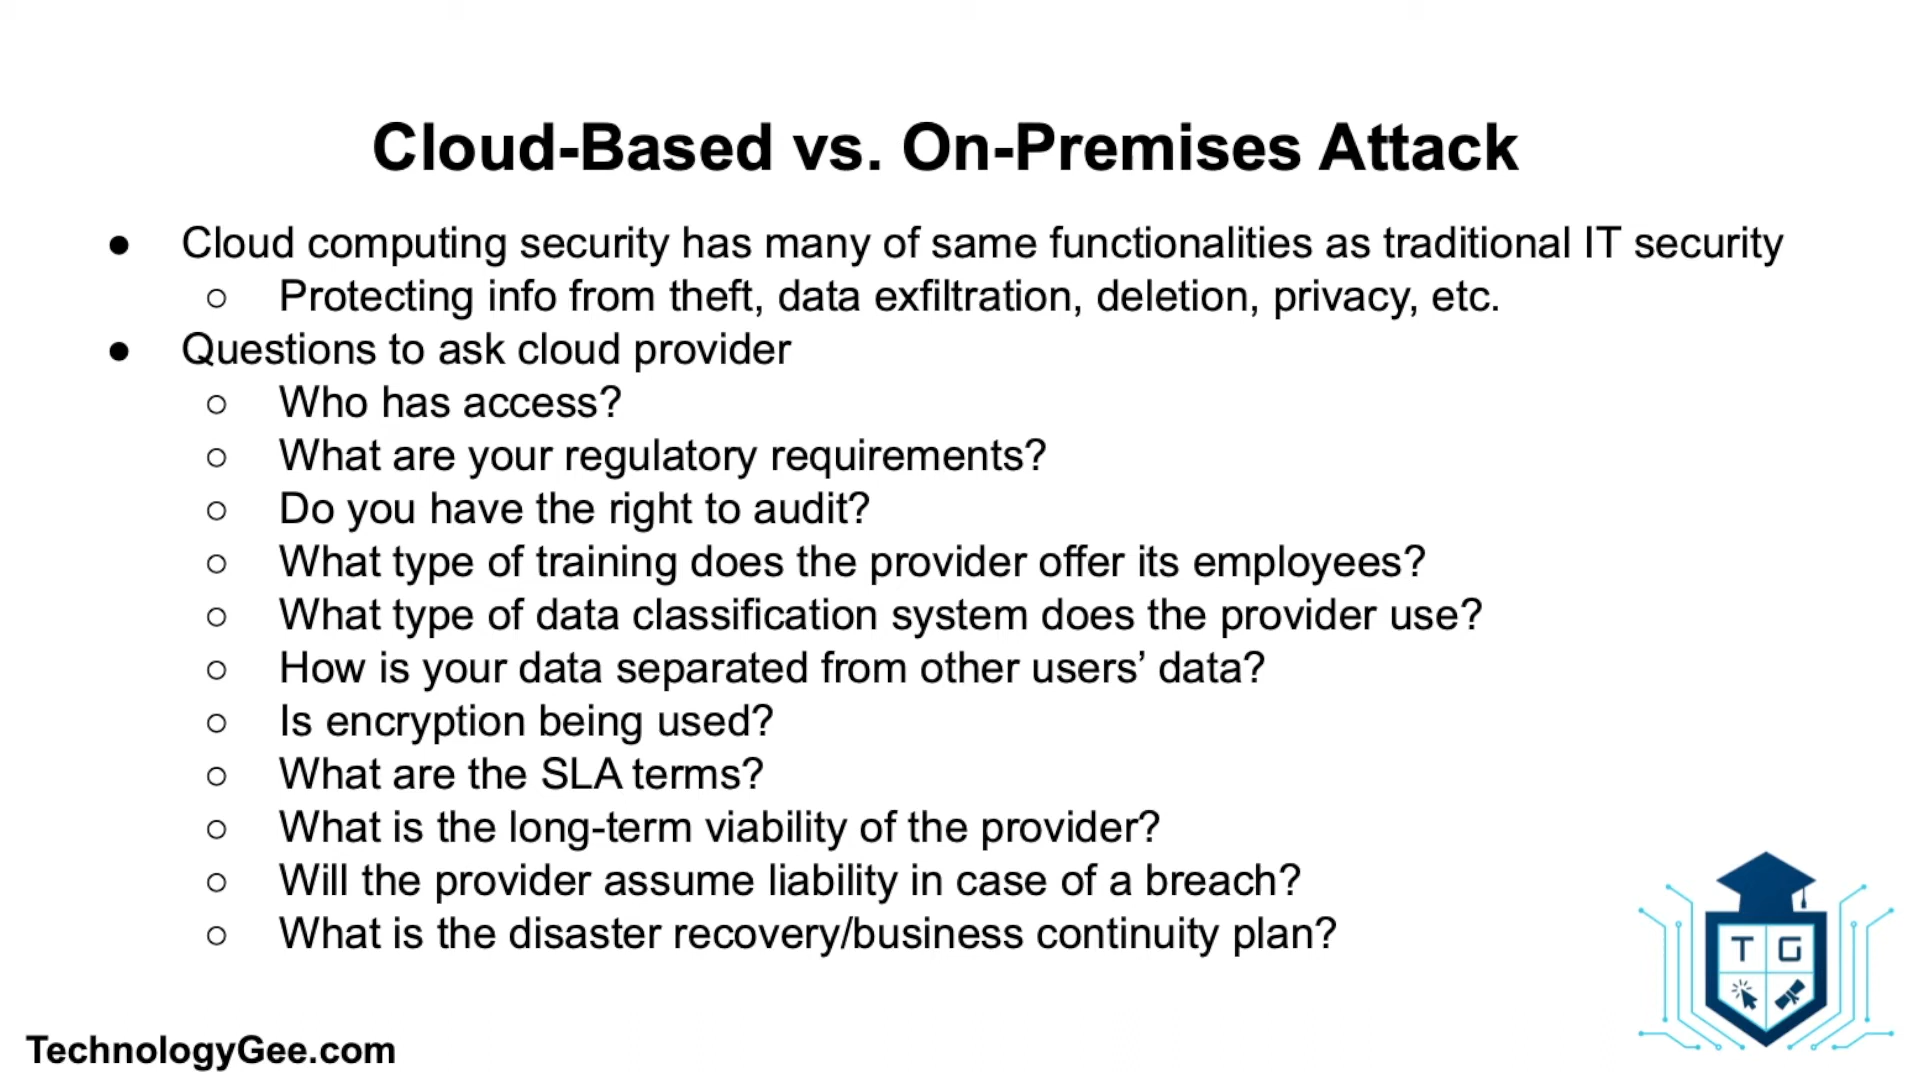 Cloud-Based vs. On-Premises Attack
● Cloud computing security has many of same functionalities as traditional IT security
○ Protecting info from theft, data exfiltration, deletion, privacy, etc.
● Questions to ask cloud provider
○ Who has access?
○ What are your regulatory requirements?
○ Do you have the right to audit?
○ What type of training does the provider offer its employees?
○ What type of data classification system does the provider use?
○ How is your data separated from other users’ data?
○ Is encryption being used?
○ What are the SLA terms?
○ What is the long-term viability of the provider?
○ Will the provider assume liability in case of a breach?
○ What is the disaster recovery/business continuity plan?
T G
TechnologyGee.com